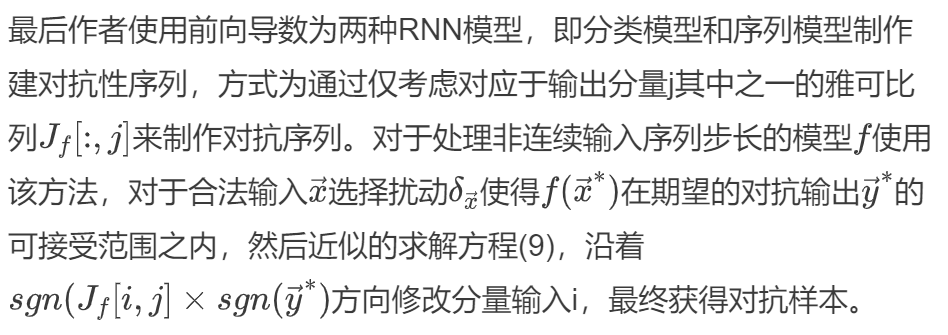 最后作者使用前向导数为两种RNN模型，即分类模型和序列模型制作
建对抗性序列，方式为通过仅考虑对应于输出分量j其中之一的雅可比
列$J_f[:,j]$来制作对抗序列。对于处理非连续输入序列步长的模型$f$使用
该方法，对于合法输入$\vec{x}$选择扰动$\delta_{\vec{x}}$使得$f(\vec{x}^*)$在期望的对抗输出$\vec{y}^*$的
可接受范围之内，然后近似的求解方程(9)，沿着
$sgn(J_f[i,j] \times sgn(\vec{y}^*)$方向修改分量输入i，最终获得对抗样本。